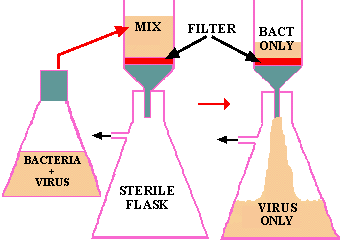 MIX
FILTER
BACT
ONLY
BACTERIA
+
VIRUS
STERILE
FLASK
VIRUS
ONLY